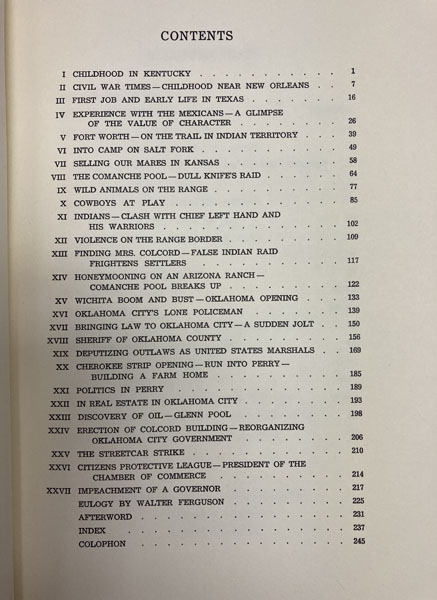 CONTENTS
I CHILDHOOD IN KENTUCKY . . . . . . . . . . . 1
II CIVIL WAR TIMES—CHILDHOOD NEAR NEW ORLEANS . . 7
III FIRST JOB AND EARLY LIFE IN TEXAS . . . . . . . 16
IV EXPERIENCE WITH THE MEXICANS—A GLIMPSE
OF THE VALUE OF CHARACTER . . . . . . . . 26
V FORT WORTH—ON THE TRAIL IN INDIAN TERRITORY . . 39
VI INTO CAMP ON SALT FORK . . . . . . . . . . 49
VII SELLING OUR MARES IN KANSAS . . . . . . . . 58
VIII THE COMANCHE POOL—DULL KNIFE'S RAID . . . . . 64
IX WILD ANIMALS ON THE RANGE . . . . . . . . . 77
X COWBOYS AT PLAY . . . . . . . . . . . . 85
XI INDIANS—CLASH WITH CHIEF LEFT HAND AND
HIS WARRIORS . . . . . . . . . . . . 102
XII VIOLENCE ON THE RANGE BORDER . . . . . . . . 109
XIII FINDING MRS. COLCORD—FALSE INDIAN RAID
FRIGHTENS SETTLERS . . . . . . . . . . 117
XIV HONEYMOONING ON AN ARIZONA RANCH—
COMANCHE POOL BREAKS UP . . . . . . . . 122
XV WICHITA BOOM AND BUST—OKLAHOMA OPENING . . . 133
XVI OKLAHOMA CITY'S LONE POLICEMAN . . . . . . . 139
XVII BRINGING LAW TO OKLAHOMA CITY—A SUDDEN JOLT . . 150
XVIII SHERIFF OF OKLAHOMA COUNTY . . . . . . . . 156
XIX DEPUTIZING OUTLAWS AS UNITED STATES MARSHALS . . 169
XX CHEROKEE STRIP OPENING—RUN INTO PERRY—
BUILDING A FARM HOME . . . . . . . . . 185
XXI POLITICS IN PERRY . . . . . . . . . . . . 189
XXII IN REAL ESTATE IN OKLAHOMA CITY . . . . . . . 193
XXIII DISCOVERY OF OIL—GLENN POOL . . . . . . . . 198
XXIV ERECTION OF COLCORD BUILDING—REORGANIZING
OKLAHOMA CITY GOVERNMENT . . . . . . . . 206
XXV THE STREETCAR STRIKE . . . . . . . . . . . 210
XXVI CITIZENS PROTECTIVE LEAGUE—PRESIDENT OF THE
CHAMBER OF COMMERCE . . . . . . . . . 214
XXVII IMPEACHMENT OF A GOVERNOR . . . . . . . . . 217
EULOGY BY WALTER FERGUSON . . . . . . . . . 225
AFTERWORD . . . . . . . . . . . . . . 231
INDEX . . . . . . . . . . . . . . . 237
COLOPHON . . . . . . . . . . . . . . 245